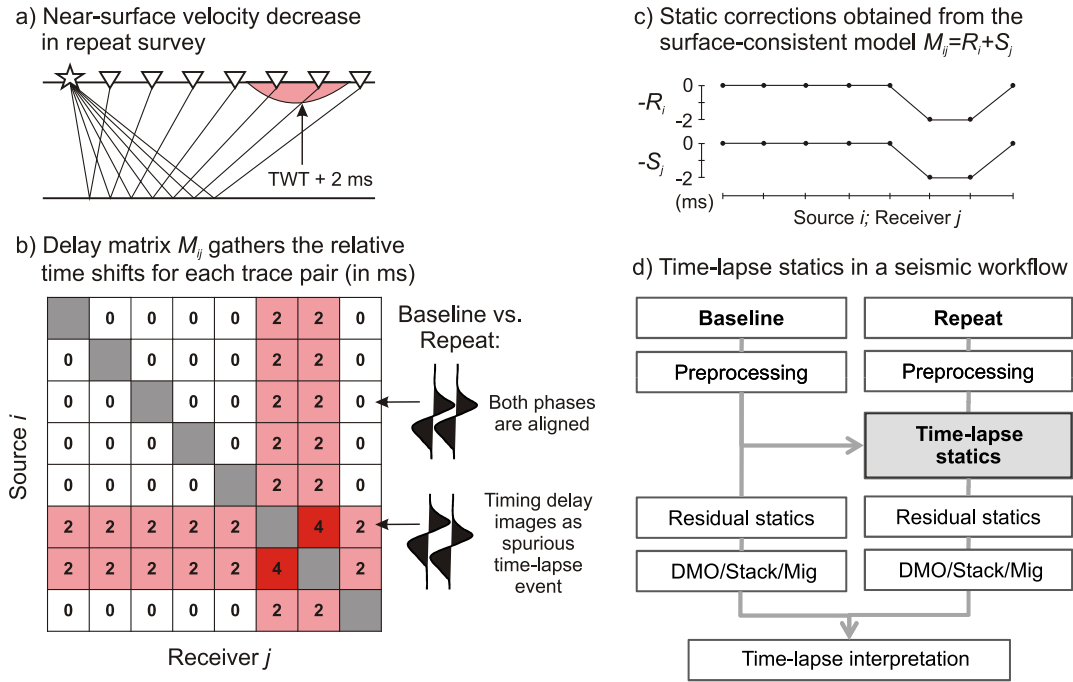 a) Near-surface velocity decrease
in repeat survey
TWT + 2 ms
b) Delay matrix Mij gathers the relative
time shifts for each trace pair (in ms)
0 0 0 0 2 2 0
0 0 0 0 2 2 0
0 0 0 0 2 2 0
0 0 0 0 2 2 0
0 0 0 0 2 2 0
2 2 2 2 2 4 2
2 2 2 2 2 4 2
0 0 0 0 0 2 2
Source i
Receiver j
Baseline vs.
Repeat:
Both phases
are aligned
Timing delay
images as
spurious
time-lapse
event
c) Static corrections obtained from the
surface-consistent model Mij=Ri+Sj
0
-Ri
-2
0
-Sj
-2
(ms)
Source i; Receiver j
d) Time-lapse statics in a seismic workflow
Baseline
Repeat
Preprocessing
Preprocessing
Time-lapse
statics
Residual statics
Residual statics
DMO/Stack/Mig
DMO/Stack/Mig
Time-lapse interpretation